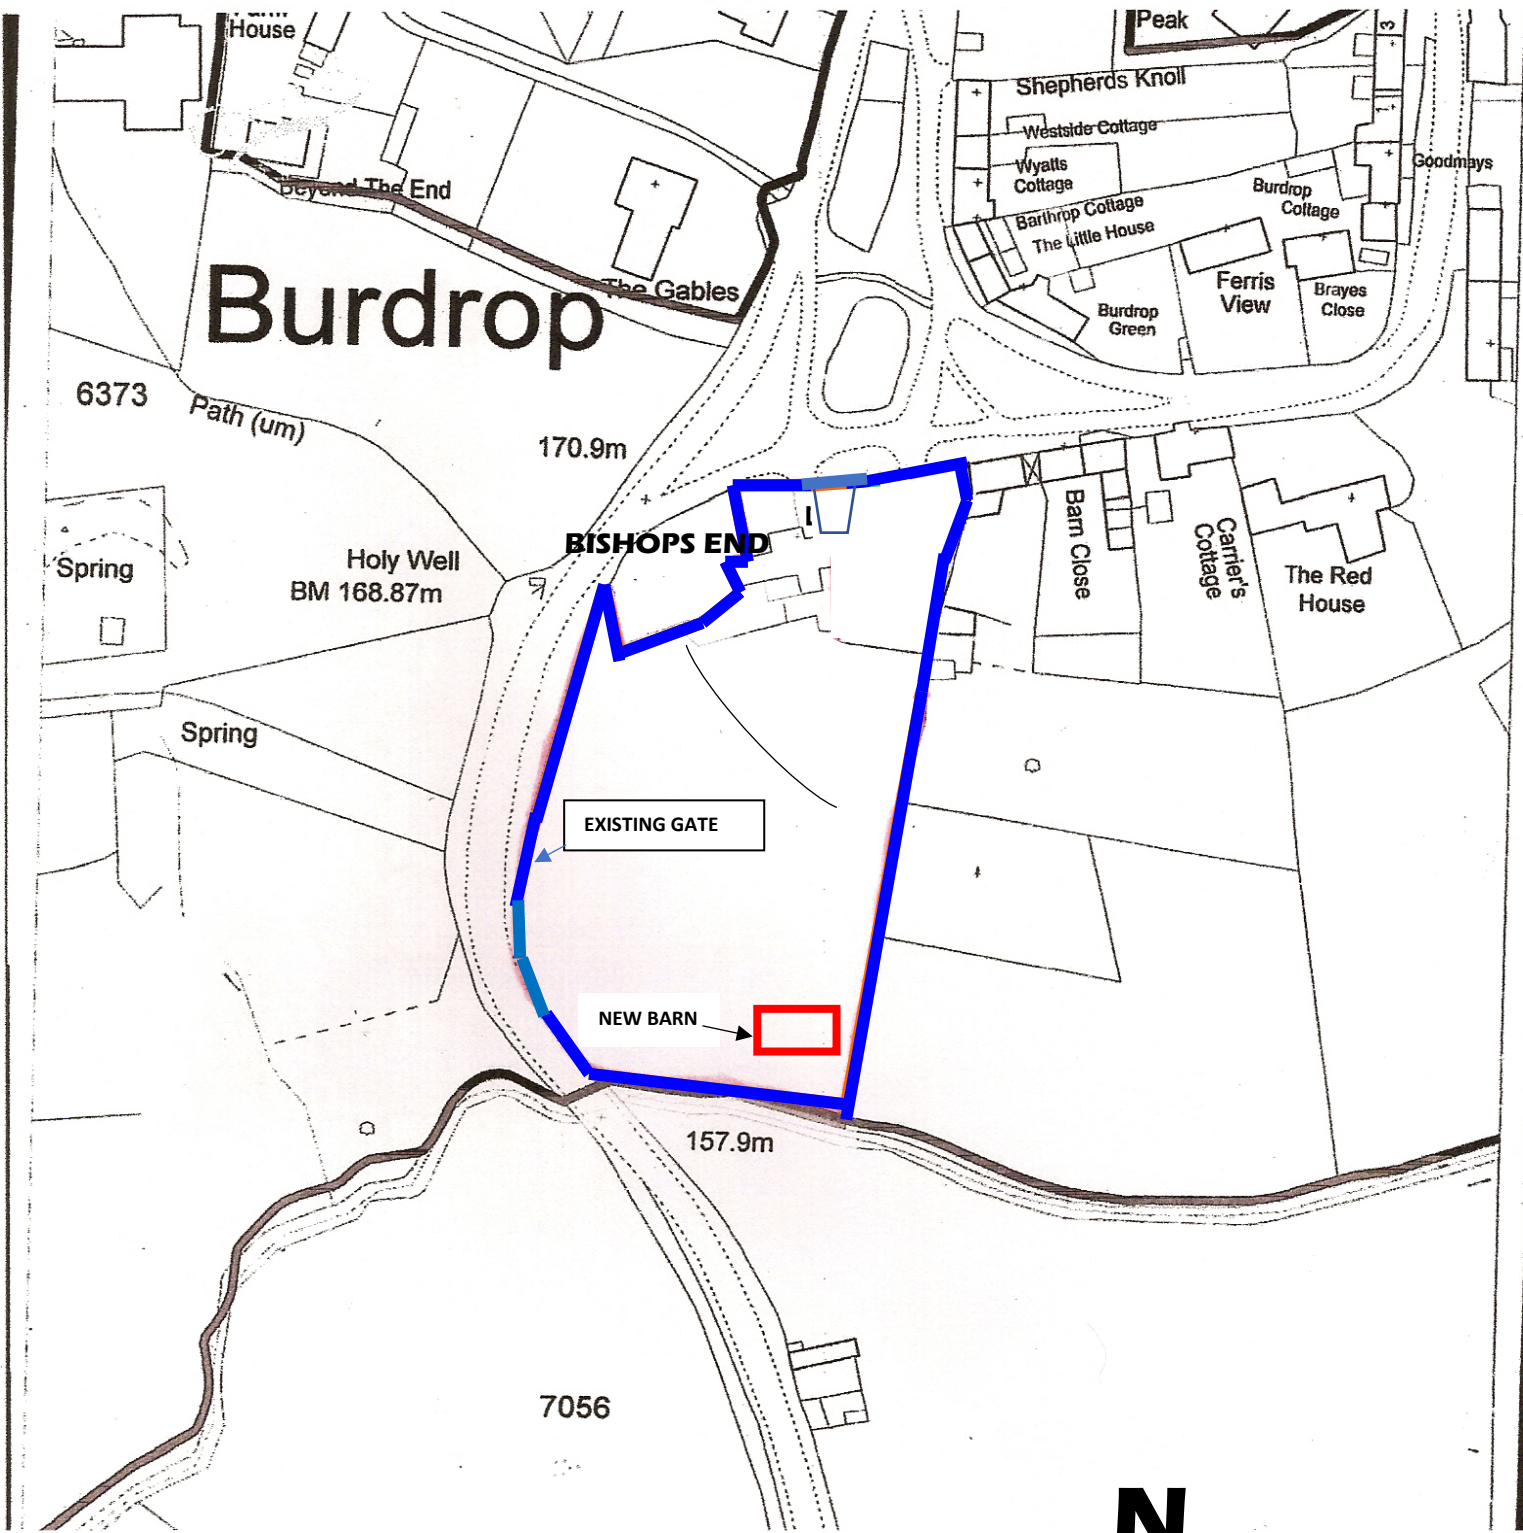 House
Peak
3
Shepherds Knoll
Westside Cottage
Wyatts
Cottage
Goodmays
Beyond The End
Burdrop
Cottage
Barthrop Cottage
The Little House
The Gables
Burdrop
Ferris
View
Brayes
Close
Burdrop
Green
6373
Path (um)
170.9m
BISHOPS END
Barn Close
Carrier's
Cottage
The Red
House
Spring
Holy Well
BM 168.87m
Spring
EXISTING GATE
NEW BARN
157.9m
7056
N